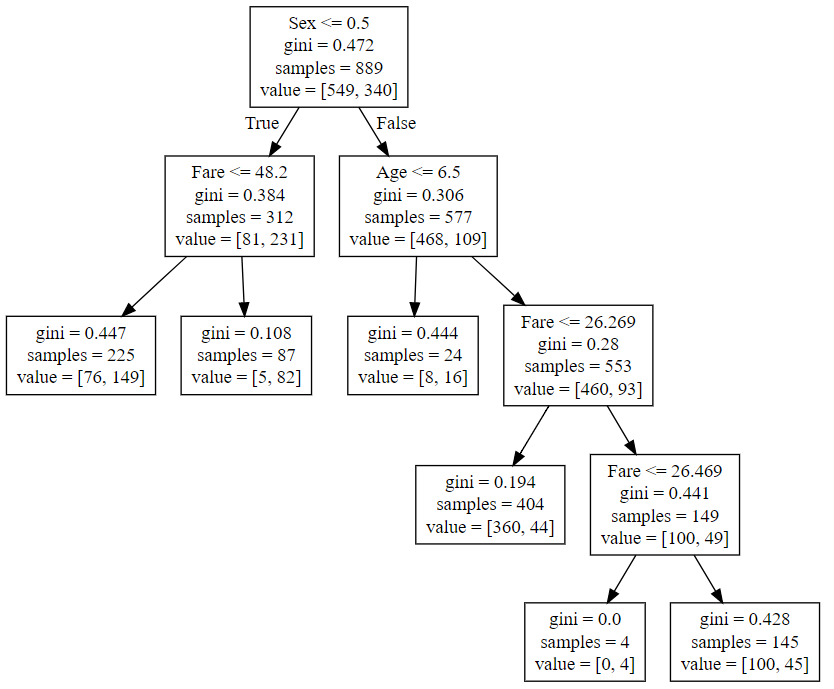 Sex <= 0.5
gini = 0.472
samples = 889
value = [549, 340]
True
False
Fare <= 48.2
gini = 0.384
samples = 312
value = [81, 231]
Age <= 6.5
gini = 0.306
samples = 577
value = [468, 109]
gini = 0.447
samples = 225
value = [76, 149]
gini = 0.108
samples = 87
value = [5, 82]
gini = 0.444
samples = 24
value = [8, 16]
Fare <= 26.269
gini = 0.28
samples = 553
value = [460, 93]
gini = 0.194
samples = 404
value = [360, 44]
Fare <= 26.469
gini = 0.441
samples = 149
value = [100, 49]
gini = 0.0
samples = 4
value = [0, 4]
gini = 0.428
samples = 145
value = [100, 45]